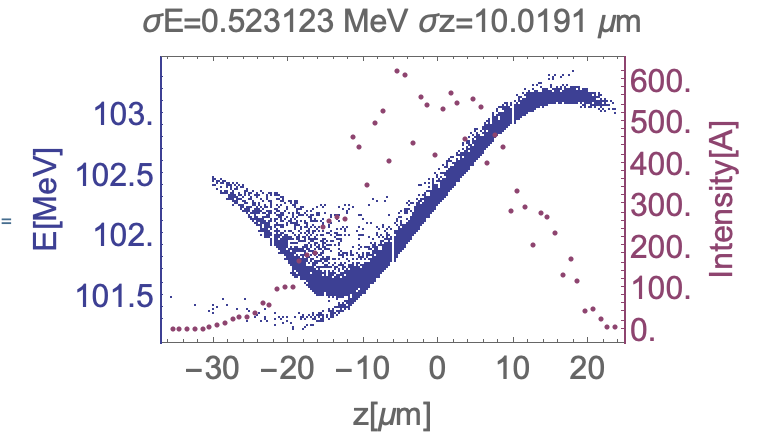 σE=0.523123 MeV σz=10.0191 μm
=
E[MeV]
103.
102.5
102.
101.5
600.
500.
400.
300.
200.
100.
0.
Intensity[A]
−30 −20 −10 0 10 20
z[μm]